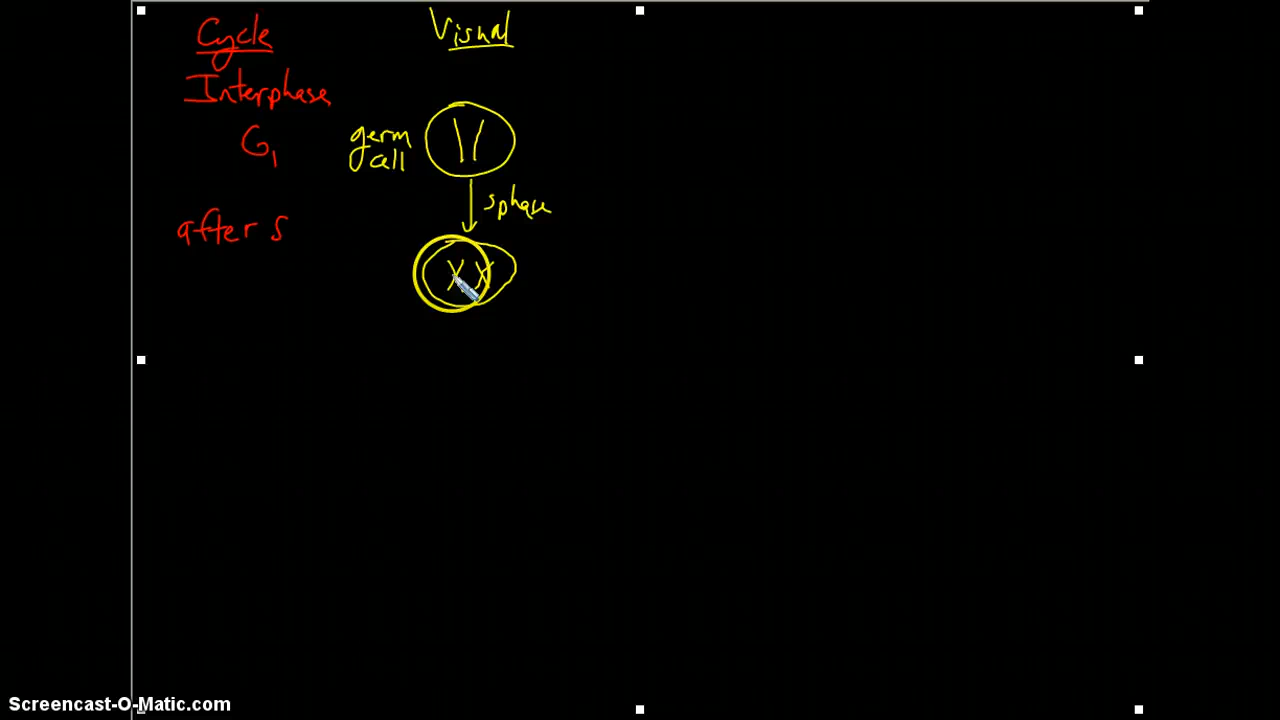 Cycle
Visual
Interphase
G1
germ
cell
s phase
after s
Screencast-O-Matic.com